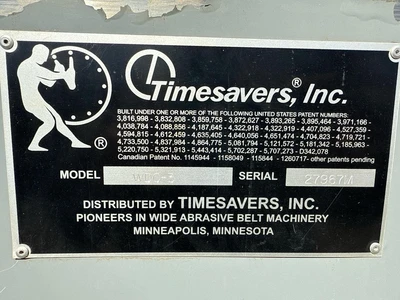 Timesavers, Inc.®
BUILT UNDER ONE OR MORE OF THE FOLLOWING UNITED STATES PATENT NUMBERS:
3,816,998 - 3,832,808 - 3,859,758 - 3,872,627 - 3,893,265 - 3,895,464 - 3,971,166 -
4,038,784 - 4,088,856 - 4,187,645 - 4,322,918 - 4,322,919 - 4,407,096 - 4,527,359 -
4,594,815 - 4,612,459 - 4,635,405 - 4,640,056 - 4,651,474 - 4,704,823 - 4,719,721 -
4,733,500 - 4,837,984 - 4,864,775 - 5,081,794 - 5,121,572 - 5,181,342 - 5,185,963 -
5,220,750 - 5,321,913 - 5,443,414 - 5,702,287 - 5,707,273 - D342,078
Canadian Patent No. 1145944 - 1158049 - 115844 - 1260717 - other patents pending
®
MODEL SERIAL 27967M
DISTRIBUTED BY TIMESAVERS, INC.
PIONEERS IN WIDE ABRASIVE BELT MACHINERY
MINNEAPOLIS, MINNESOTA